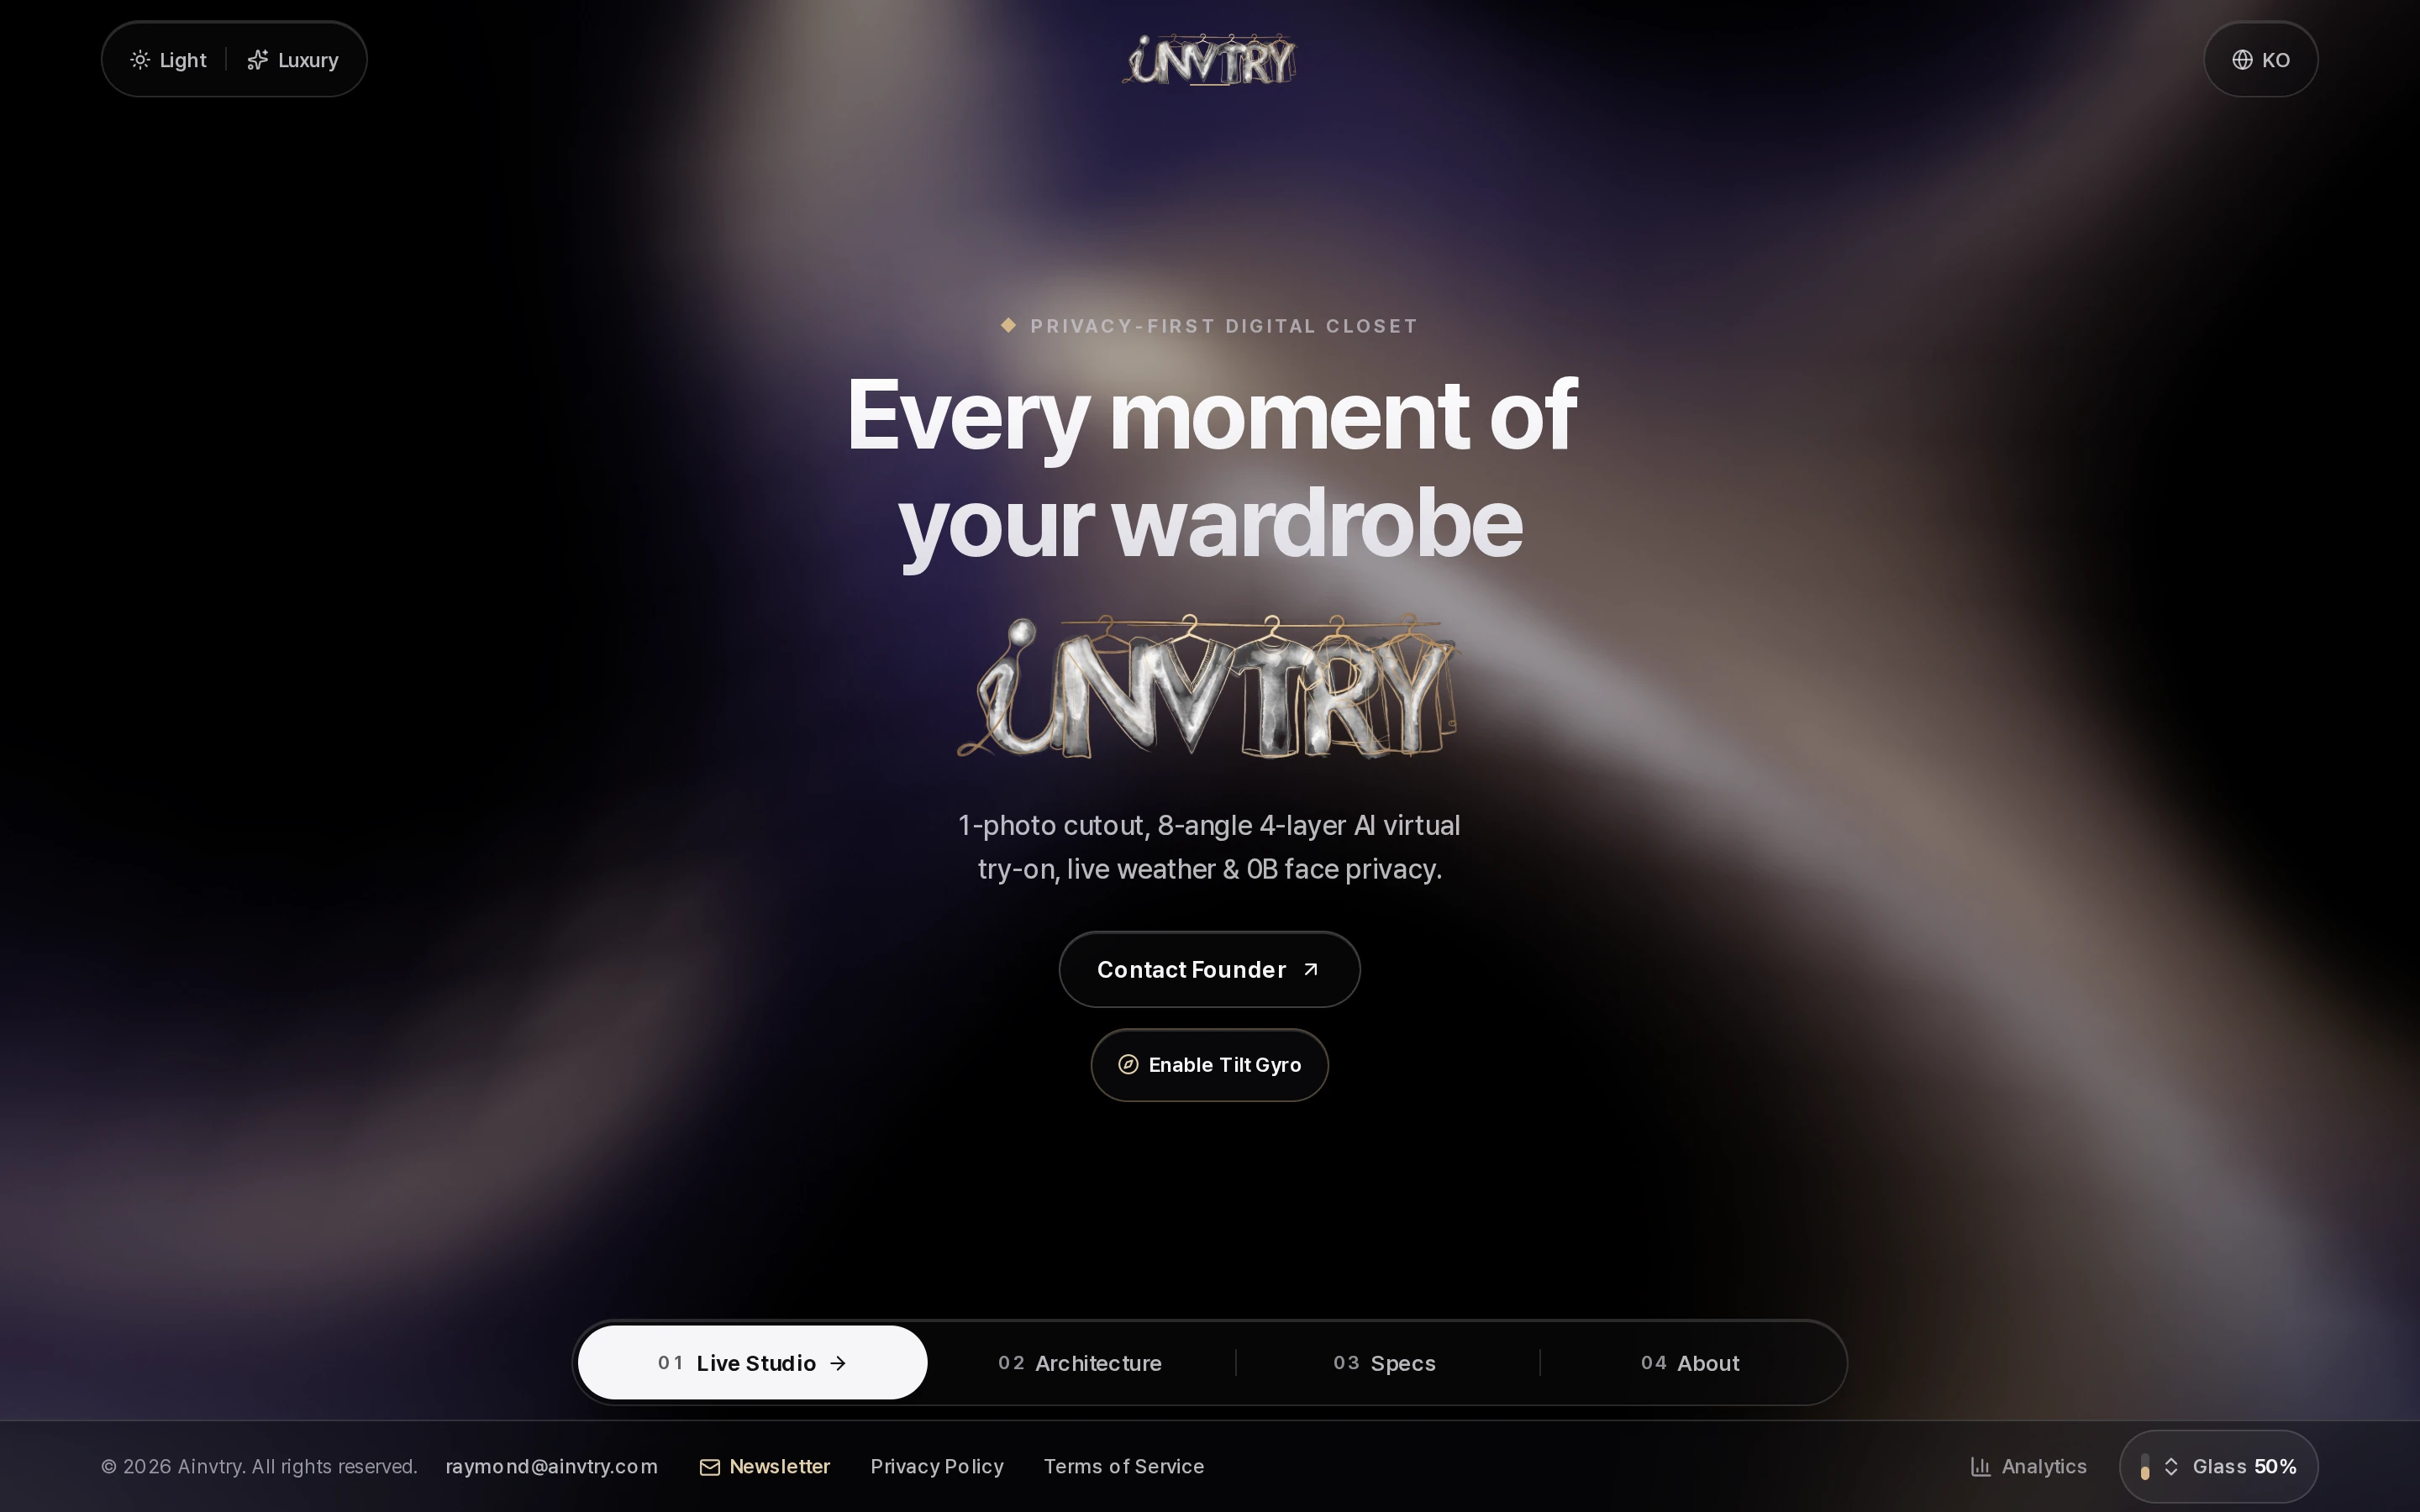 Light
Luxury
iNVTRY
KO
PRIVACY-FIRST DIGITAL CLOSET
Every moment of
your wardrobe
iNVTRY
1-photo cutout, 8-angle 4-layer AI virtual
try-on, live weather & 0B face privacy.
Contact Founder
Enable Tilt Gyro
01 Live Studio
02 Architecture
03 Specs
04 About
© 2026 Ainvtry. All rights reserved.
raymond@ainvtry.com
Newsletter
Privacy Policy
Terms of Service
Analytics
Glass 50%